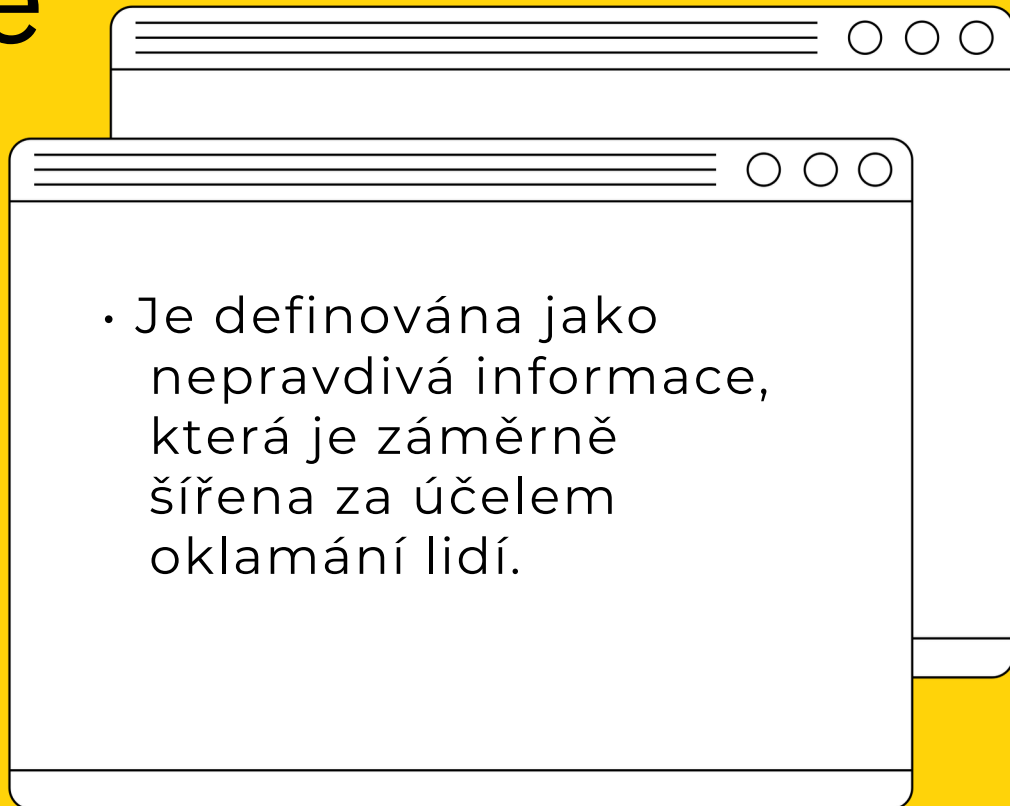 • Je definována jako
nepravdivá informace,
která je záměrně
šířena za účelem
oklamání lidí.